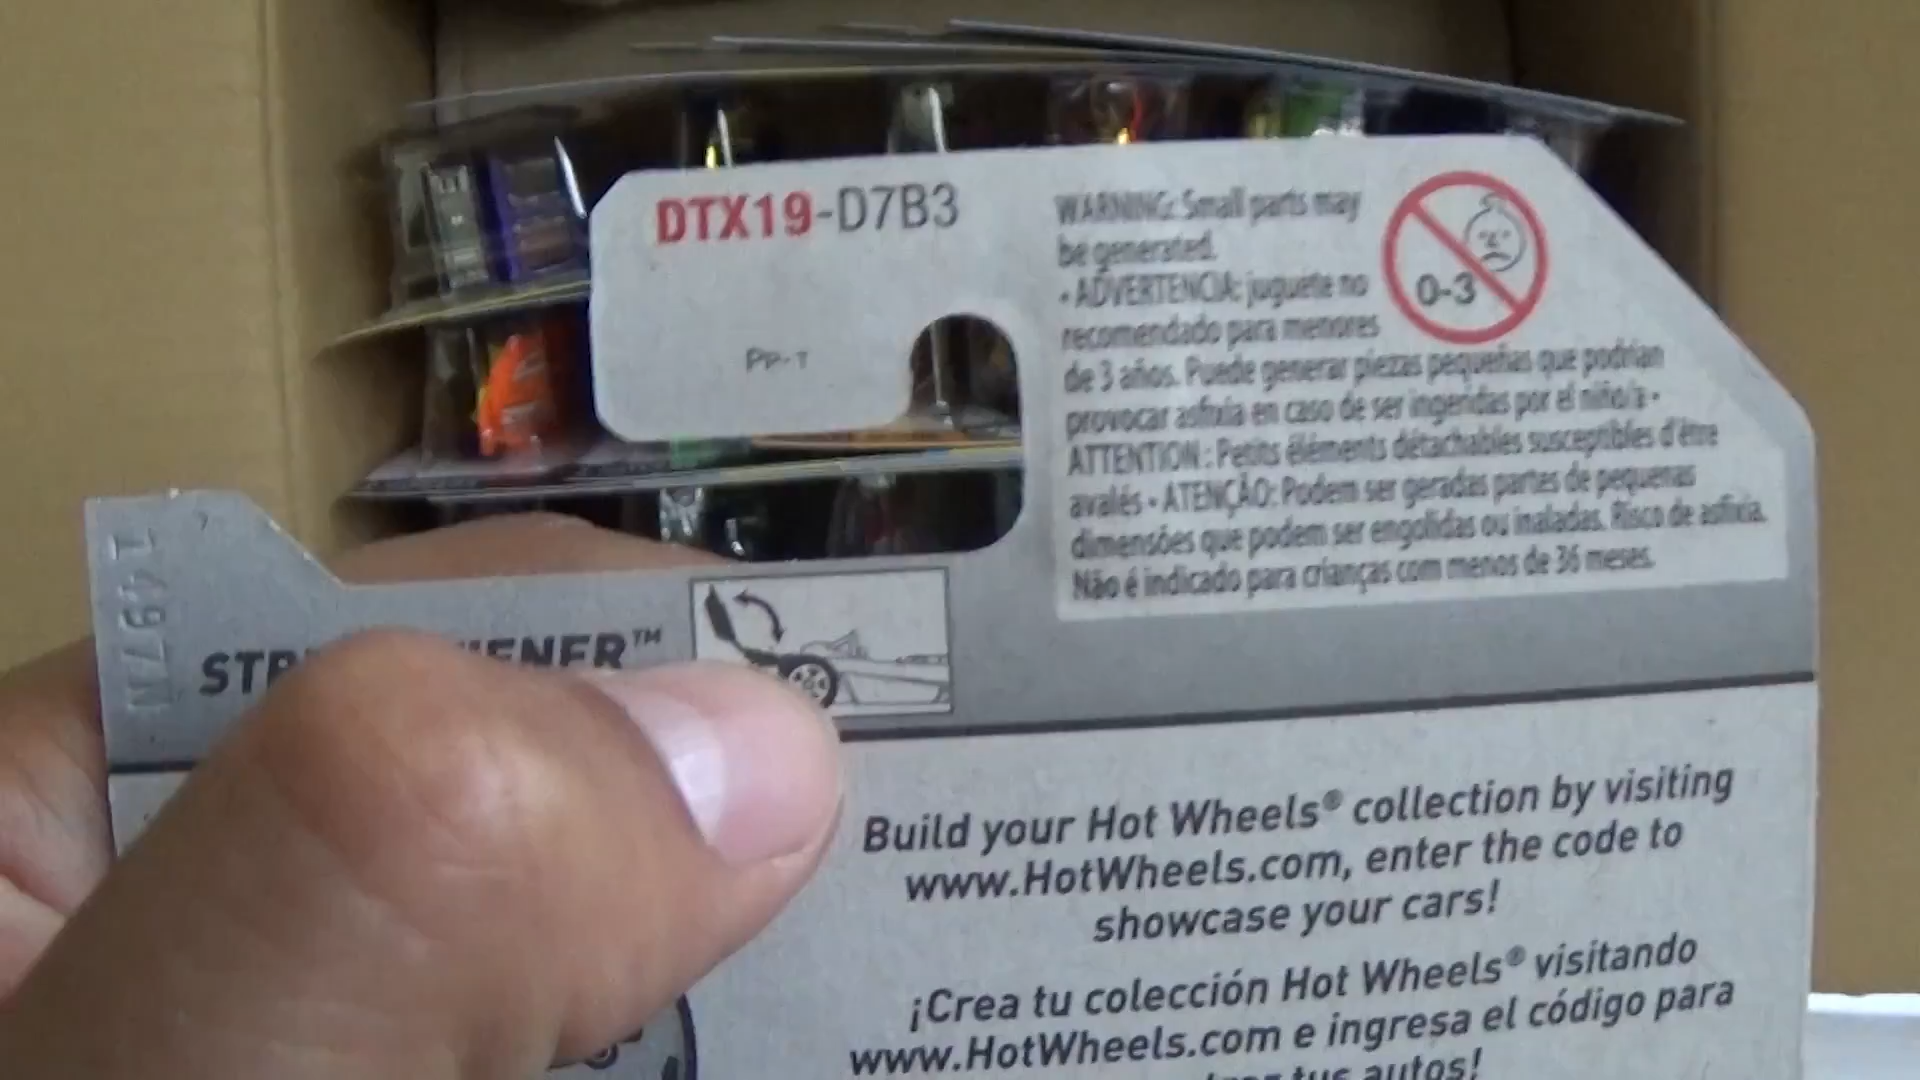 DTX19-D7B3
PP-T
WARNING: Small parts may
be generated.
• ADVERTENCIA: juguete no
recomendado para menores
de 3 años. Puede generar piezas pequeñas que podrían
provocar asfixia en caso de ser ingeridas por el niño/a •
ATTENTION : Petits éléments détachables susceptibles d'être
avalés • ATENÇÃO: Podem ser geradas partes de pequenas
dimensões que podem ser engolidas ou inaladas. Risco de asfixia.
Não é indicado para crianças com menos de 36 meses.
0-3
Build your Hot Wheels® collection by visiting
www.HotWheels.com, enter the code to
showcase your cars!
¡Crea tu colección Hot Wheels® visitando
www.HotWheels.com e ingresa el código para
tus autos!